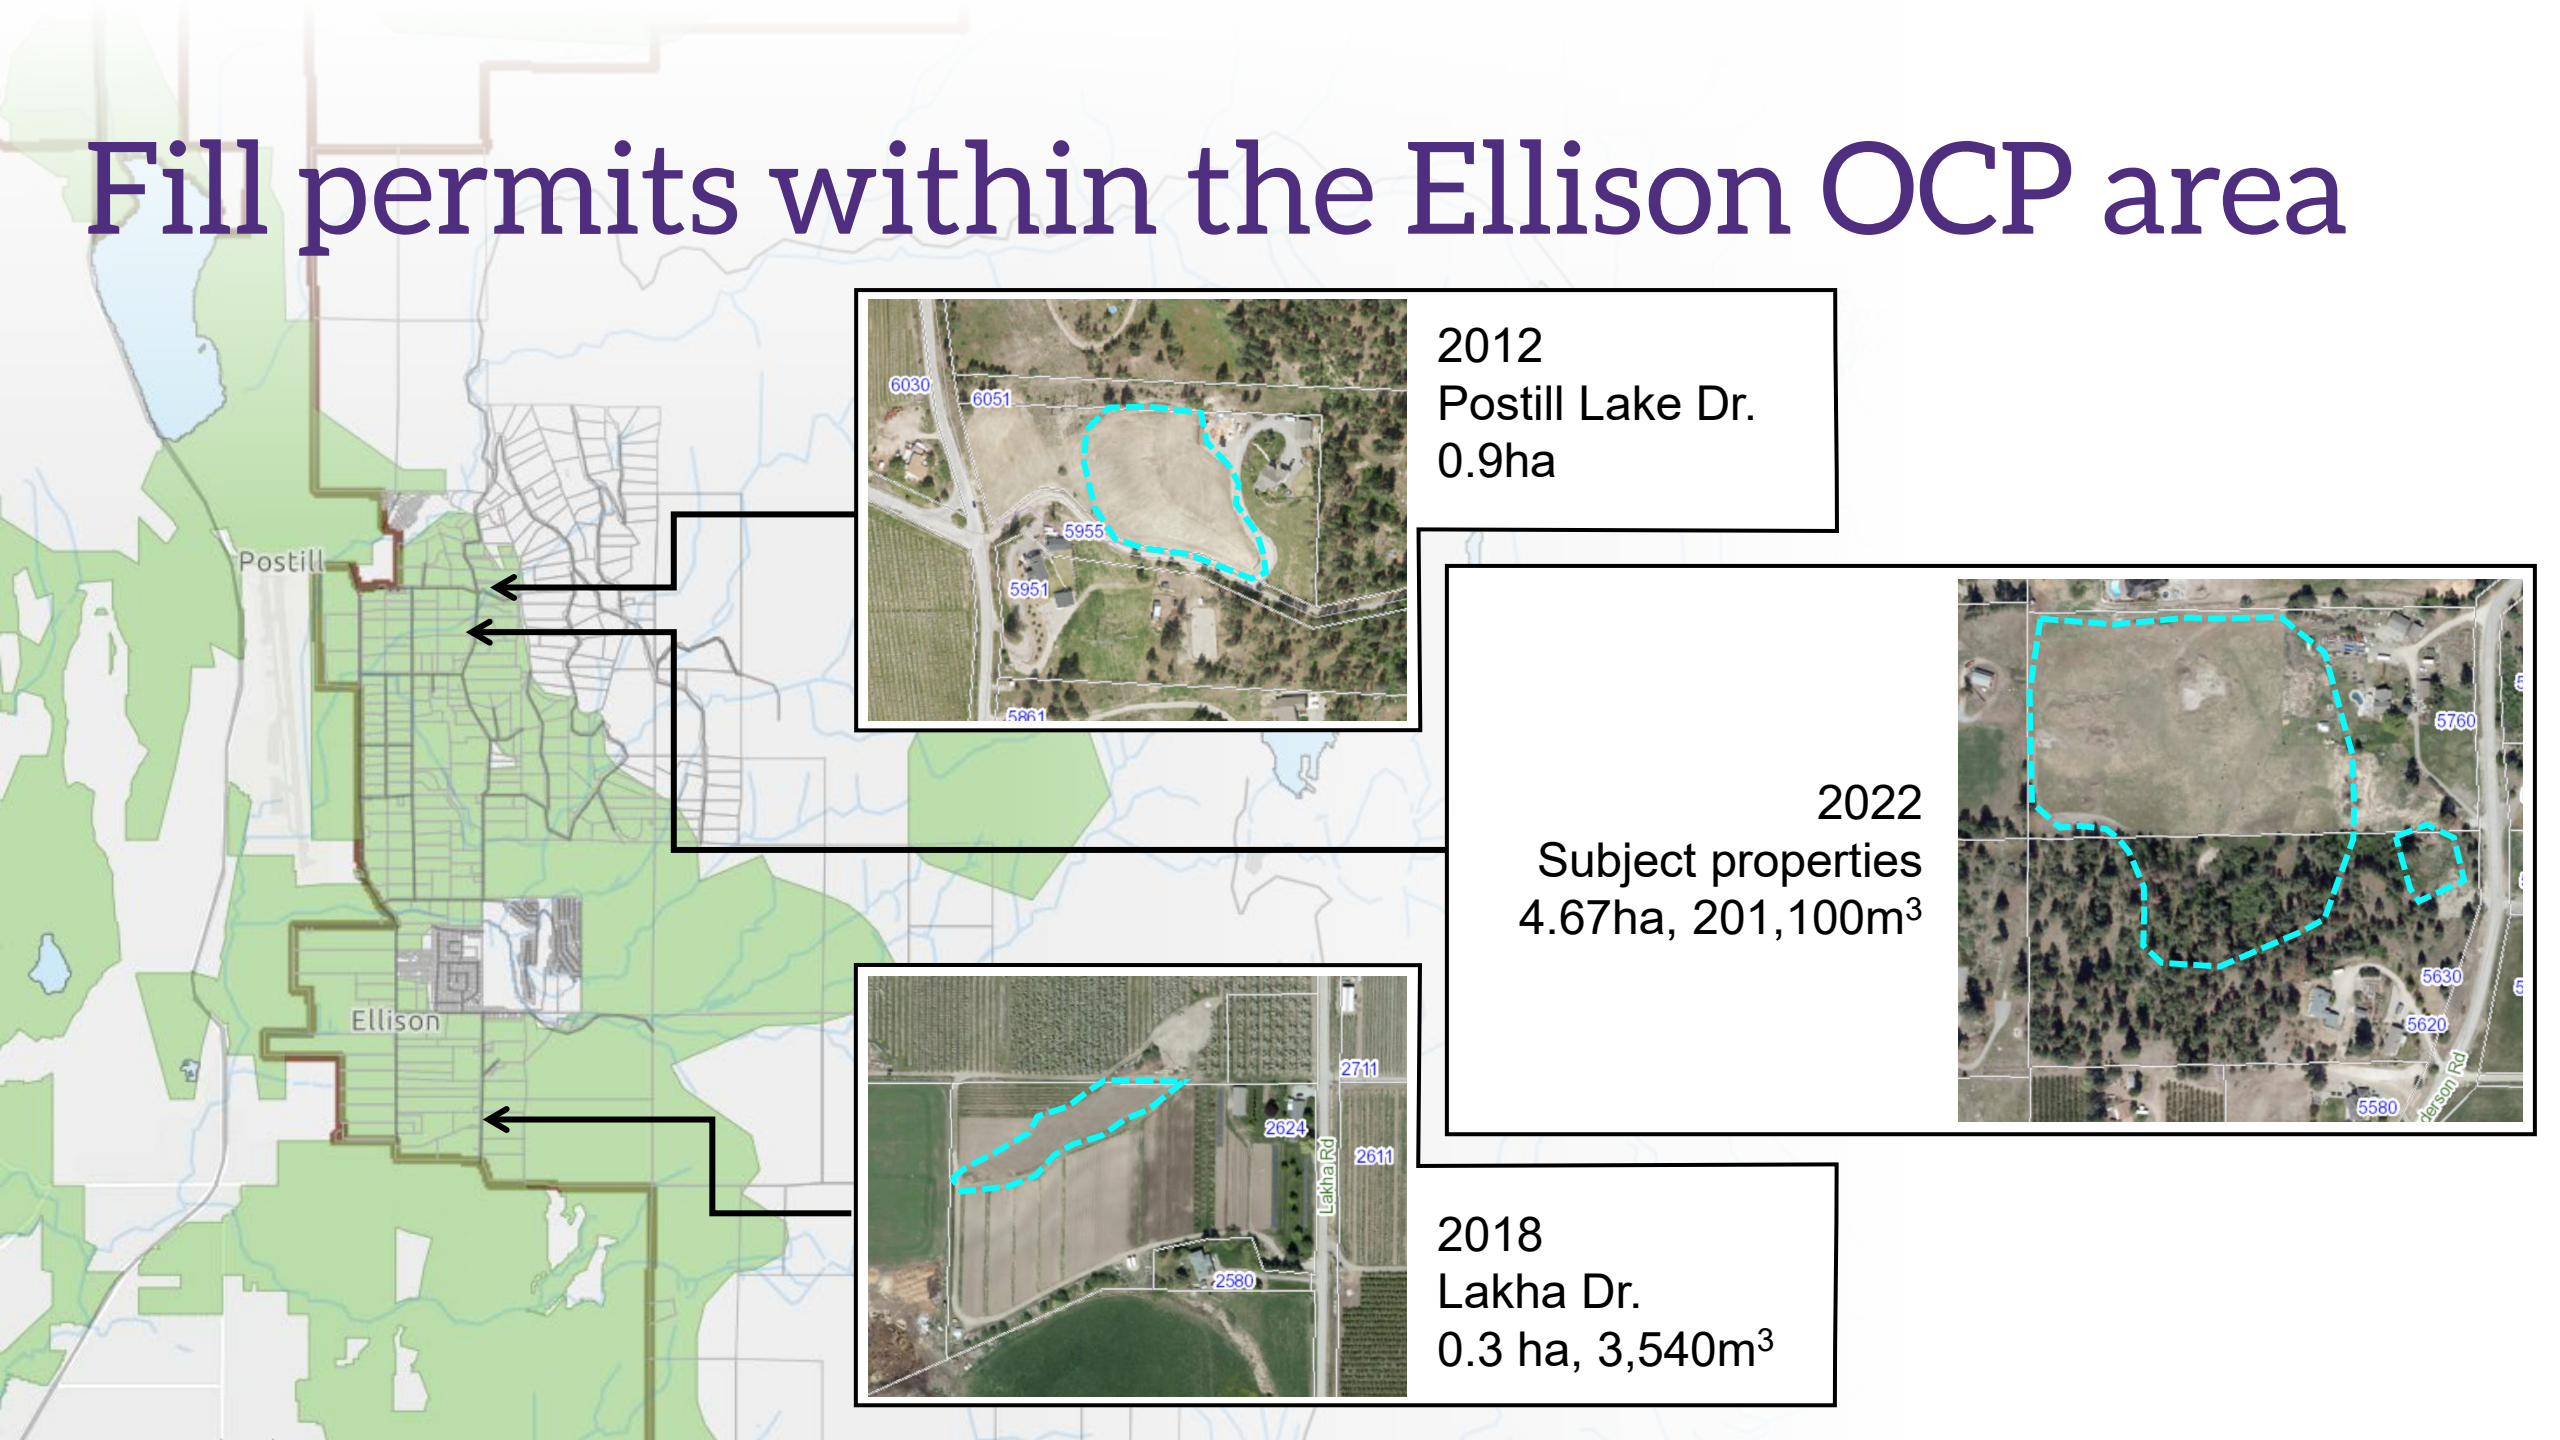 Fill permits within the Ellison OCP area
Postill
Ellison
6030
6051
5955
5951
5861
2012
Postill Lake Dr.
0.9ha
2022
Subject properties
4.67ha, 201,100m³
5760
5630
5620
5580
derson Rd
2711
2624
2611
Lakha Rd
2580
2018
Lakha Dr.
0.3 ha, 3,540m³